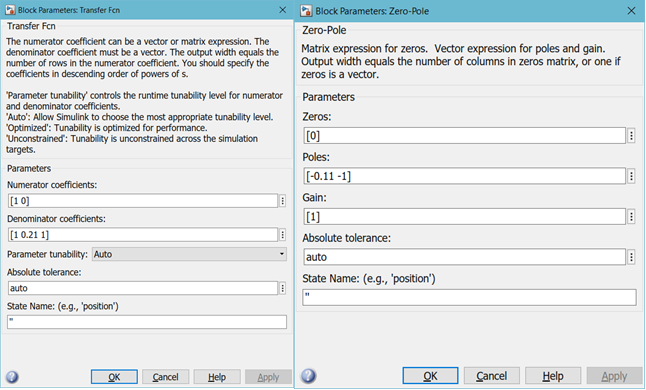 Block Parameters: Transfer Fcn
Transfer Fcn
The numerator coefficient can be a vector or matrix expression. The
denominator coefficient must be a vector. The output width equals the
number of rows in the numerator coefficient. You should specify the
coefficients in descending order of powers of s.
'Parameter tunability' controls the runtime tunability level for numerator
and denominator coefficients.
'Auto': Allow Simulink to choose the most appropriate tunability level.
'Optimized': Tunability is optimized for performance.
'Unconstrained': Tunability is unconstrained across the simulation
targets.
Parameters
Numerator coefficients:
[1 0]
Denominator coefficients:
[1 0.21 1]
Parameter tunability: Auto
Absolute tolerance:
auto
State Name: (e.g., 'position')
''
OK Cancel Help Apply
Block Parameters: Zero-Pole
Zero-Pole
Matrix expression for zeros. Vector expression for poles and gain.
Output width equals the number of columns in zeros matrix, or one if
zeros is a vector.
Parameters
Zeros:
[0]
Poles:
[-0.11 -1]
Gain:
[1]
Absolute tolerance:
auto
State Name: (e.g., 'position')
''
OK Cancel Help Apply